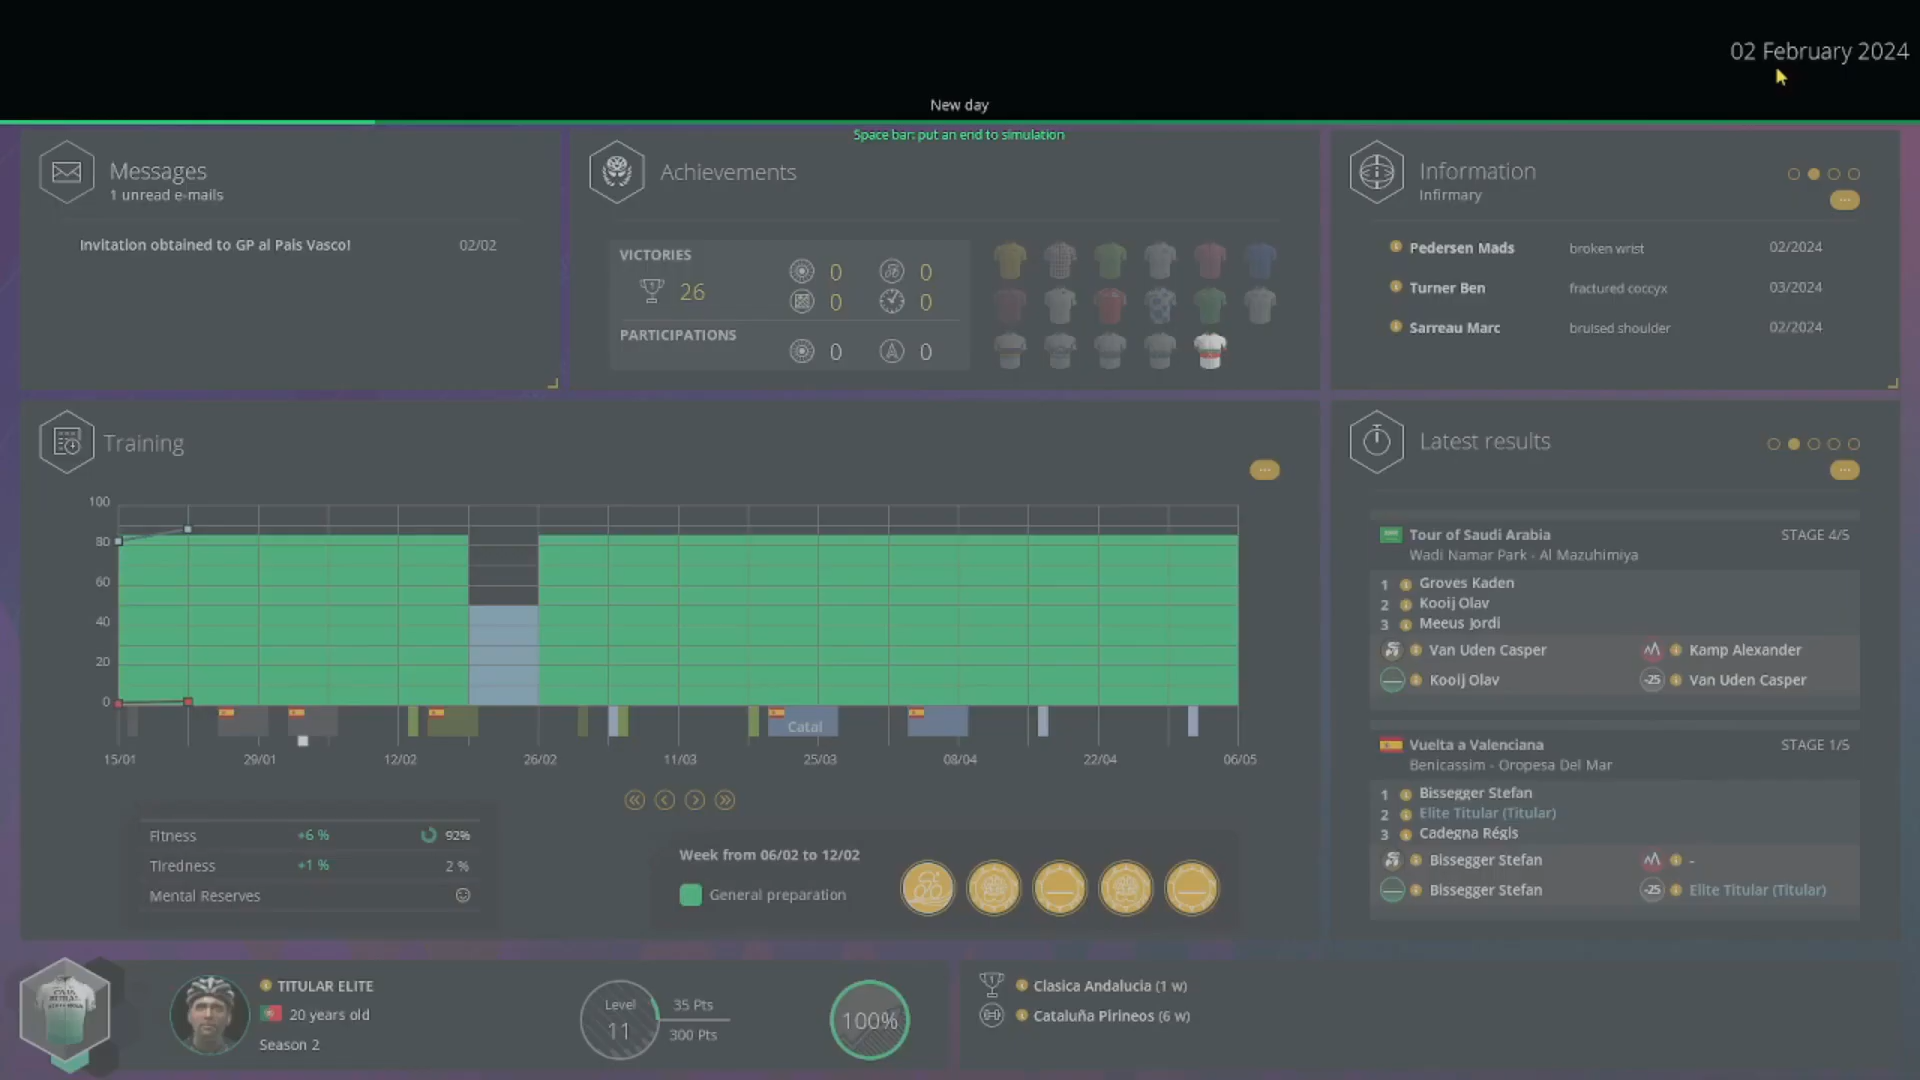 02 February 2024
New day
Space bar: put an end to simulation
Messages
1 unread e-mails
Invitation obtained to GP al Pais Vasco!
02/02
Achievements
VICTORIES
26
0 0
0 0
PARTICIPATIONS
0 0
Information
Infirmary
Pedersen Mads broken wrist 02/2024
Turner Ben fractured coccyx 03/2024
Sarreau Marc bruised shoulder 02/2024
Training
100
80
60
40
20
0
Catal
15/01 29/01 12/02 26/02 11/03 25/03 08/04 22/04 06/05
Fitness +6 % 92%
Tiredness +1 % 2 %
Mental Reserves
Week from 06/02 to 12/02
General preparation
Latest results
Tour of Saudi Arabia STAGE 4/5
Wadi Namar Park - Al Mazuhimiya
1 Groves Kaden
2 Kooij Olav
3 Meeus Jordi
Van Uden Casper Kamp Alexander
Kooij Olav -25 Van Uden Casper
Vuelta a Valenciana STAGE 1/5
Benicassim - Oropesa Del Mar
1 Bissegger Stefan
2 Elite Titular (Titular)
3 Cadegna Régis
Bissegger Stefan -
Bissegger Stefan -25 Elite Titular (Titular)
TITULAR ELITE
20 years old
Season 2
Level
11
35 Pts
300 Pts
100%
Clasica Andalucia (1 w)
Cataluña Pirineos (6 w)